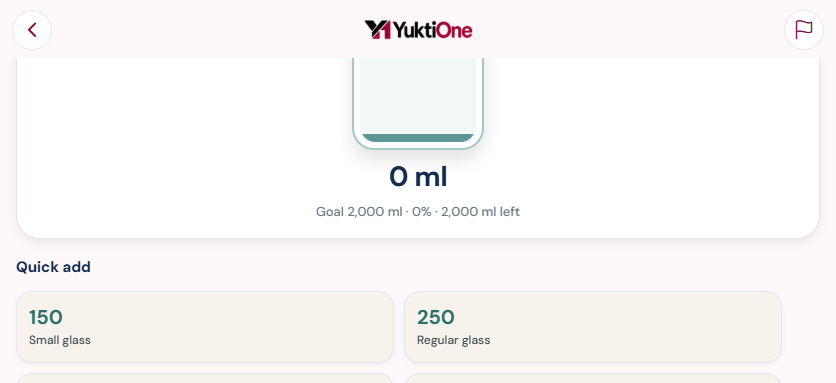 YuktiOne
0 ml
Goal 2,000 ml · 0% · 2,000 ml left
Quick add
150
Small glass
250
Regular glass